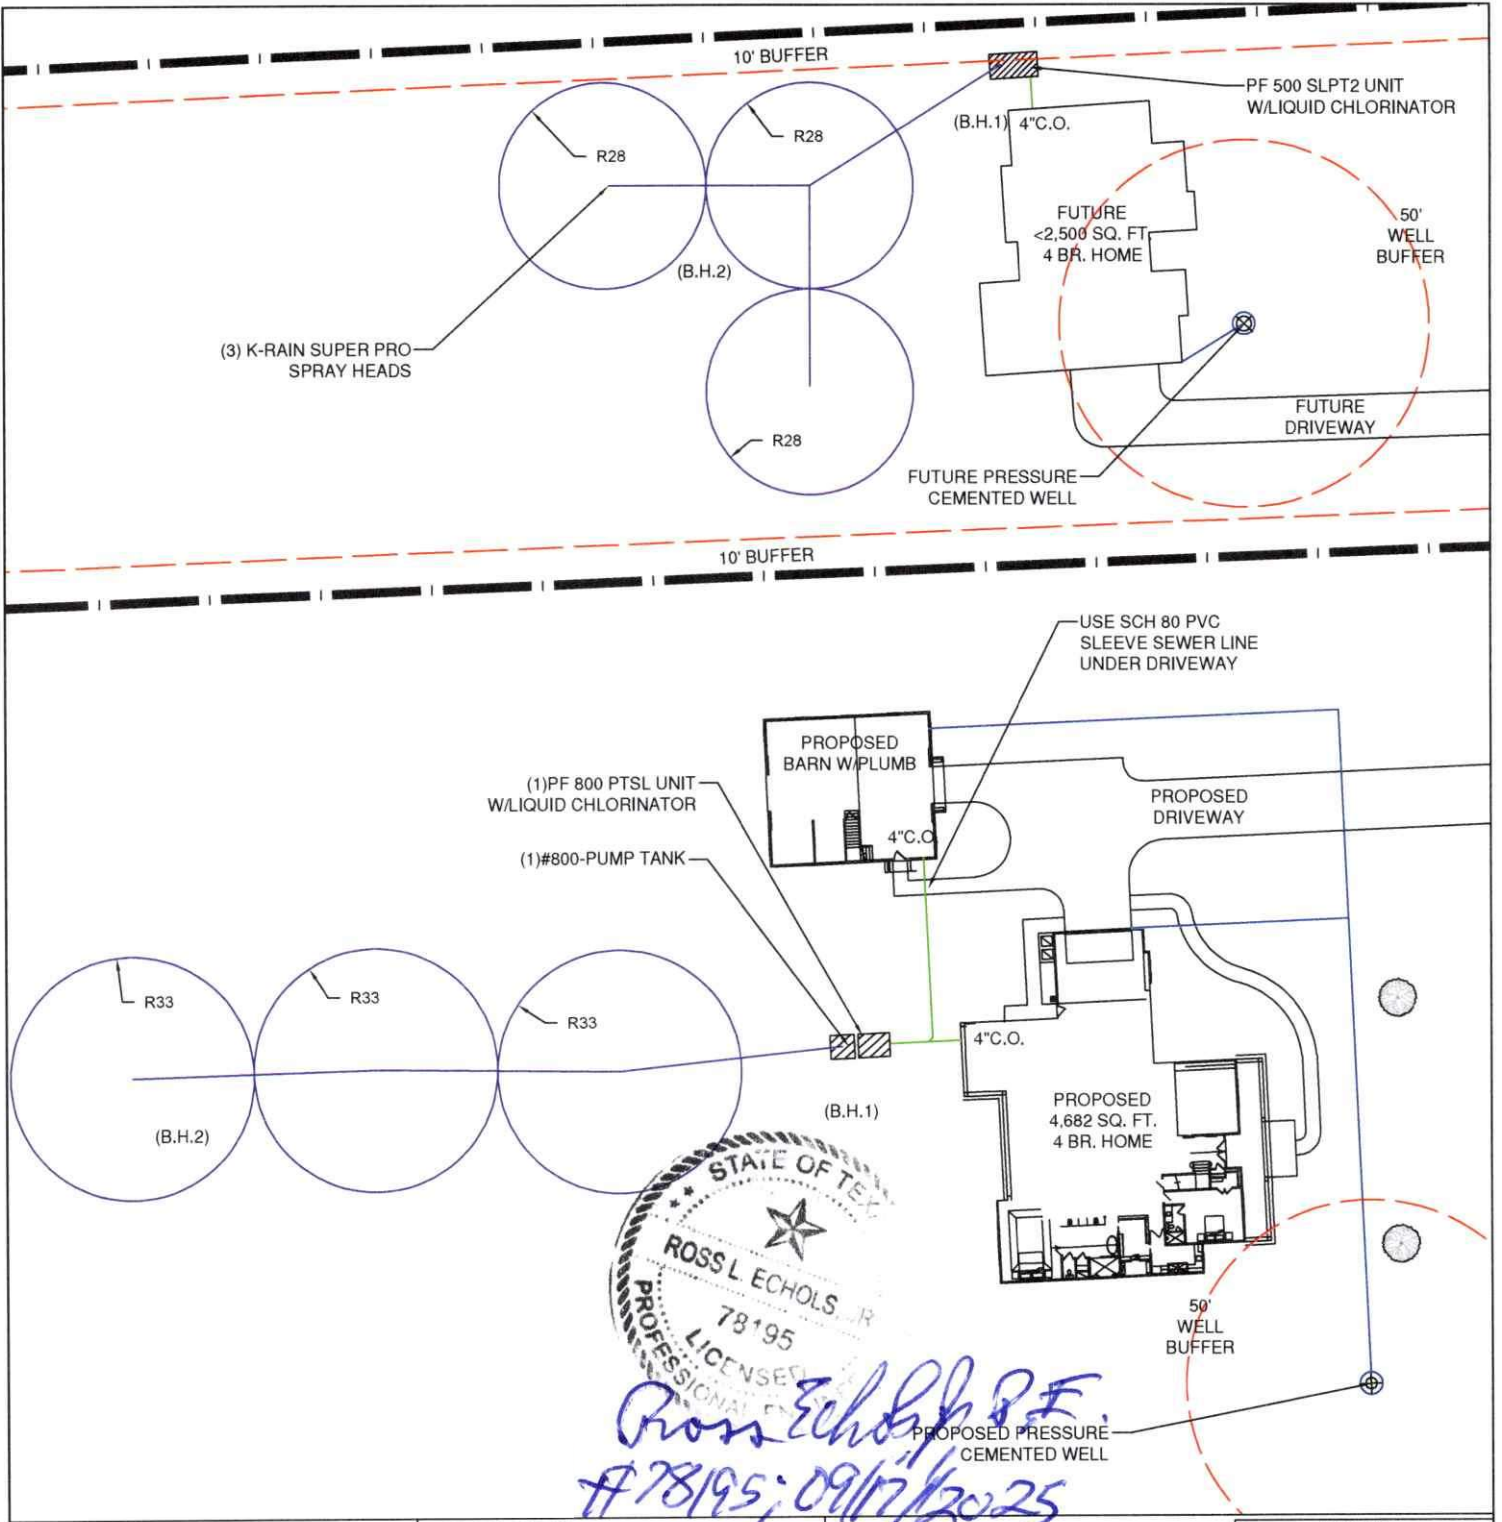 10' BUFFER
PF 500 SLPT2 UNIT
W/LIQUID CHLORINATOR
(B.H.1)
4"C.O.
R28
R28
FUTURE
<2,500 SQ. FT.
4 BR. HOME
50'
WELL
BUFFER
(B.H.2)
(3) K-RAIN SUPER PRO
SPRAY HEADS
R28
FUTURE
DRIVEWAY
FUTURE PRESSURE
CEMENTED WELL
10' BUFFER
USE SCH 80 PVC
SLEEVE SEWER LINE
UNDER DRIVEWAY
PROPOSED
BARN W/PLUMB
(1)PF 800 PTSL UNIT
W/LIQUID CHLORINATOR
PROPOSED
DRIVEWAY
4"C.O.
(1)#800-PUMP TANK
R33
R33
R33
4"C.O.
(B.H.2)
(B.H.1)
PROPOSED
4,682 SQ. FT.
4 BR. HOME
STATE OF TEX
ROSS L. ECHOLS, JR
78195
LICENSED
PROFESSIONAL
50'
WELL
BUFFER
PROPOSED PRESSURE
CEMENTED WELL
Ross Echols Jr P.E.
#78195; 09/17/2025